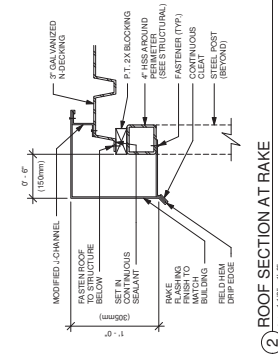 3" GALVANIZED
N-DECKING
P.T. 2X BLOCKING
4" HSS AROUND
PERIMETER
(SEE STRUCTURAL)
FASTENER (TYP.)
CONTINUOUS
CLEAT
STEEL POST
(BEYOND)
0' - 6"
(150mm)
1' - 0"
(305mm)
MODIFIED J-CHANNEL
FASTEN ROOF
TO STRUCTURE
BELOW
SET IN
CONTINUOUS
SEALANT
RAKE
FLASHING
FINISH TO
MATCH
BUILDING
FIELD HEM
DRIP EDGE
2 ROOF SECTION AT RAKE